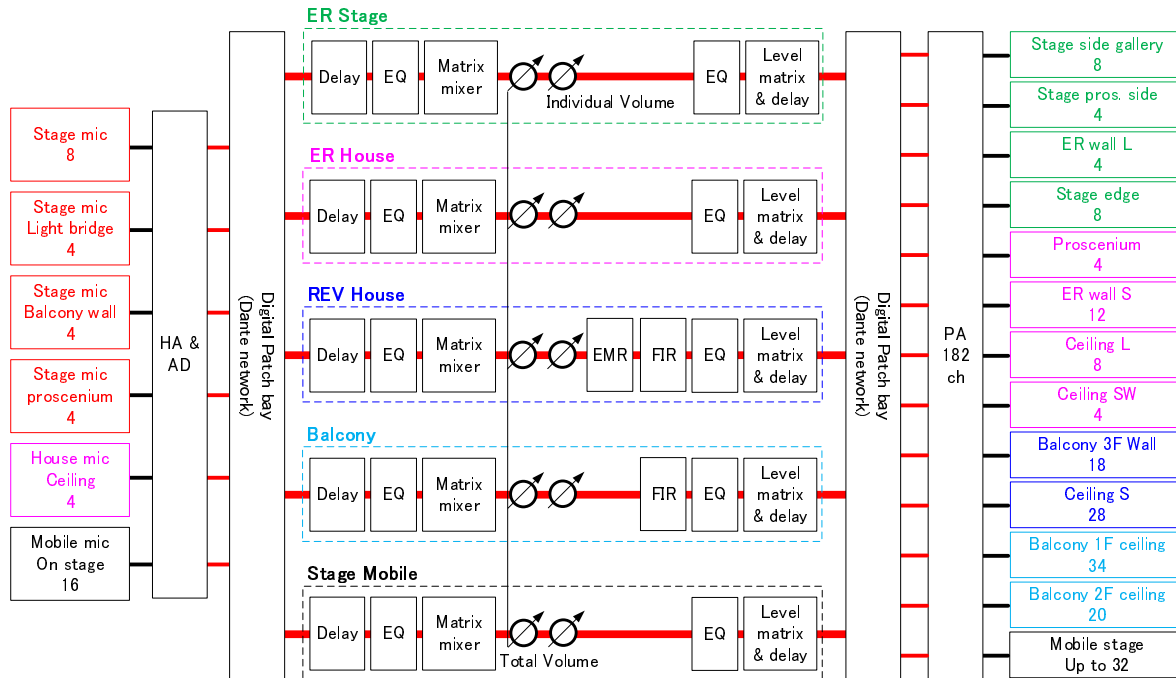 Stage mic
8
Stage mic
Light bridge
4
Stage mic
Balcony wall
4
Stage mic
proscenium
4
House mic
Ceiling
4
Mobile mic
On stage
16
HA &
AD
Digital Patch bay
(Dante network)
ER Stage
Delay
EQ
Matrix
mixer
Individual Volume
EQ
Level
matrix
& delay
ER House
Delay
EQ
Matrix
mixer
EQ
Level
matrix
& delay
REV House
Delay
EQ
Matrix
mixer
EMR
FIR
EQ
Level
matrix
& delay
Balcony
Delay
EQ
Matrix
mixer
FIR
EQ
Level
matrix
& delay
Stage Mobile
Delay
EQ
Matrix
mixer
Total Volume
EQ
Level
matrix
& delay
Digital Patch bay
(Dante network)
PA
182
ch
Stage side gallery
8
Stage pros. side
4
ER wall L
4
Stage edge
8
Proscenium
4
ER wall S
12
Ceiling L
8
Ceiling SW
4
Balcony 3F Wall
18
Ceiling S
28
Balcony 1F ceiling
34
Balcony 2F ceiling
20
Mobile stage
Up to 32